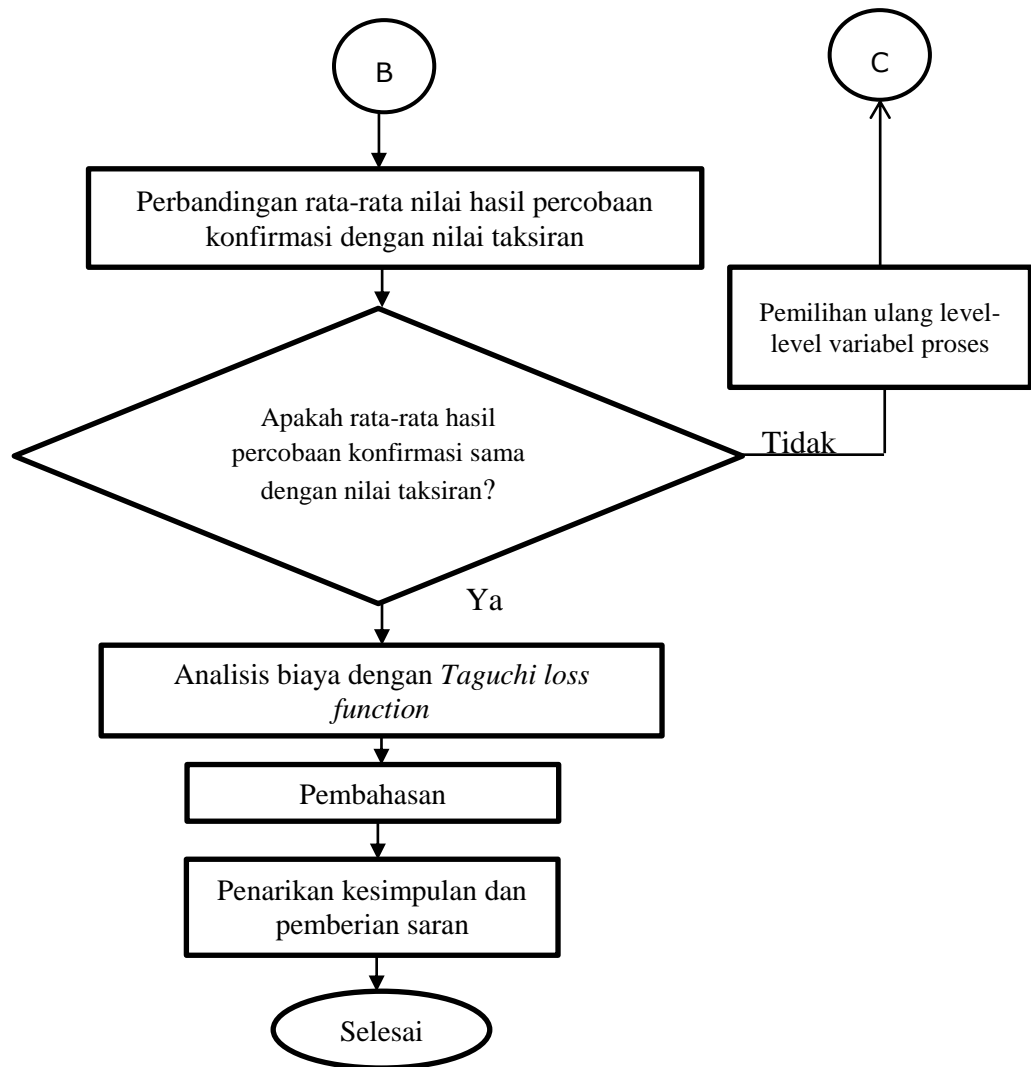 B
C
Perbandingan rata-rata nilai hasil percobaan
konfirmasi dengan nilai taksiran
Pemilihan ulang level-
level variabel proses
Apakah rata-rata hasil
percobaan konfirmasi sama
dengan nilai taksiran?
Tidak
Ya
Analisis biaya dengan Taguchi loss
function
Pembahasan
Penarikan kesimpulan dan
pemberian saran
Selesai